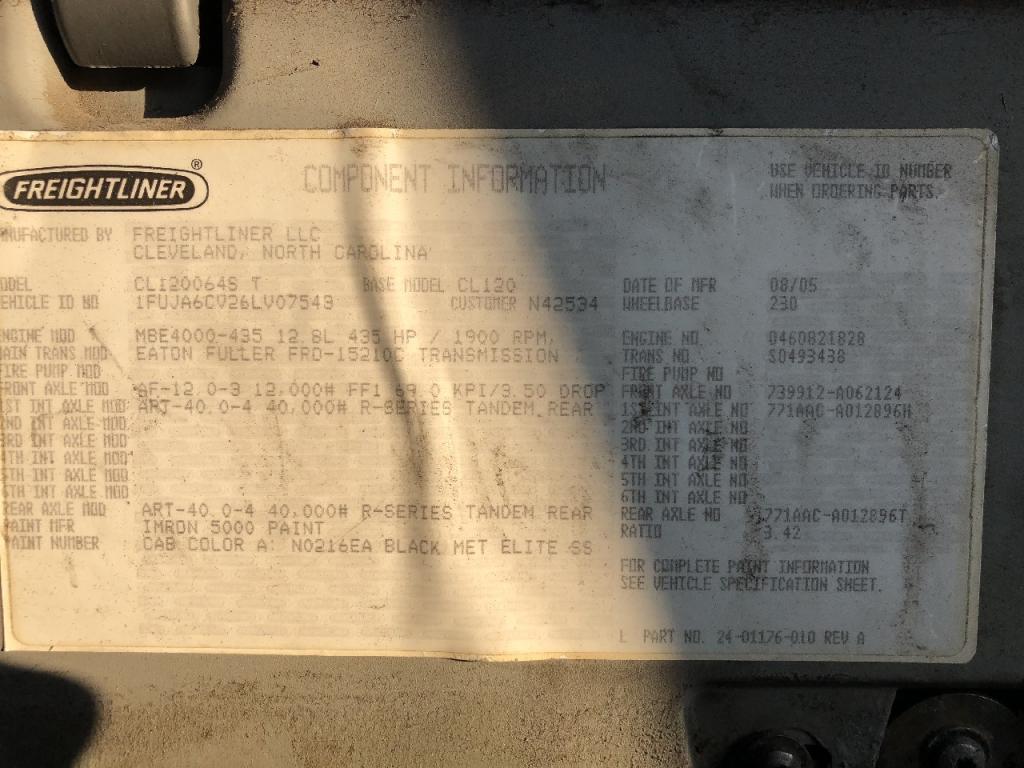 FREIGHTLINER ®
COMPONENT INFORMATION
USE VEHICLE ID NUMBER
WHEN ORDERING PARTS.
ANUFACTURED BY FREIGHTLINER LLC
CLEVELAND, NORTH CAROLINA
ODEL CL120064S T BASE MODEL CL120 DATE OF MFR 08/05
VEHICLE ID NO 1FUJA6CV26LV07543 CUSTOMER N42534 WHEELBASE 230
ENGINE MOD MBE4000-435 12.8L 435 HP / 1900 RPM, ENGINE NO 0460821828
MAIN TRANS MOD EATON FULLER FRO-15210C TRANSMISSION TRANS NO S0493438
FIRE PUMP MOD FIRE PUMP NO
FRONT AXLE MOD AF-12.0-3 12,000# FF1 69.0 KPI/3.50 DROP FRONT AXLE NO 739912-A062124
1ST INT AXLE MOD ART-40.0-4 40,000# R-SERIES TANDEM REAR 1ST INT AXLE NO 771AAC-A012896H
2ND INT AXLE MOD 2ND INT AXLE NO
3RD INT AXLE MOD 3RD INT AXLE NO
4TH INT AXLE MOD 4TH INT AXLE NO
5TH INT AXLE MOD 5TH INT AXLE NO
6TH INT AXLE MOD 6TH INT AXLE NO
REAR AXLE MOD ART-40.0-4 40,000# R-SERIES TANDEM REAR REAR AXLE NO 771AAC-A012896T
PAINT MFR IMRON 5000 PAINT RATIO 3.42
PAINT NUMBER CAB COLOR A: N0216EA BLACK MET ELITE SS
FOR COMPLETE PAINT INFORMATION
SEE VEHICLE SPECIFICATION SHEET.
L PART NO. 24-01176-010 REV A